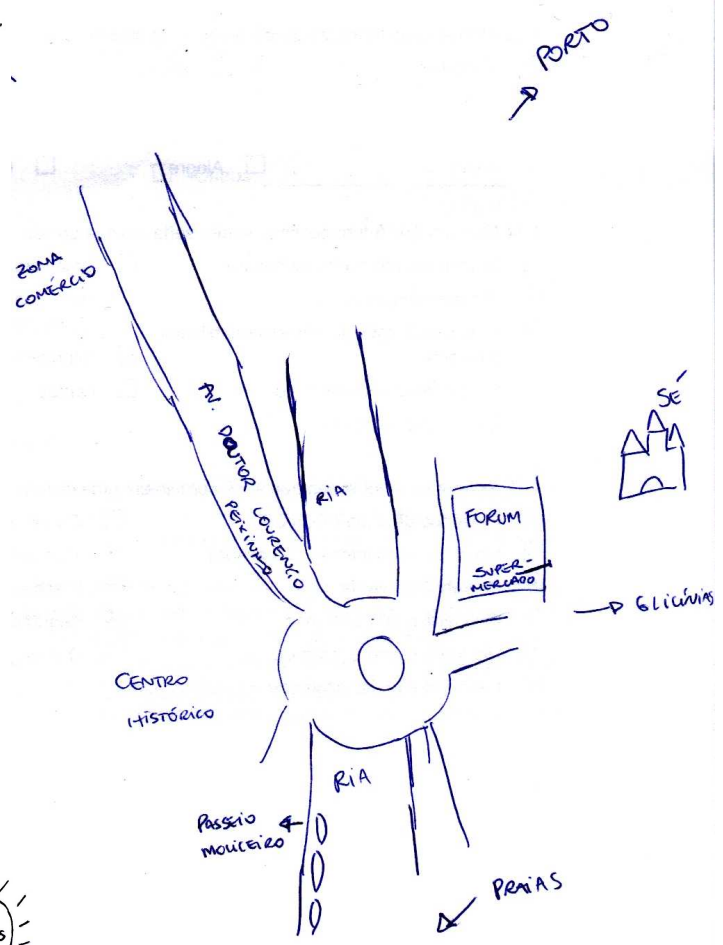 PORTO
ZONA
COMÉRCIO
SÉ
AV. DOUTOR LOURENÇO
PEIXINHO
RIA
FORUM
SUPER-
MERCADO
GLICÍNIAS
CENTRO
HISTÓRICO
RIA
PASSEIO
MOLICEIRO
PRAIAS